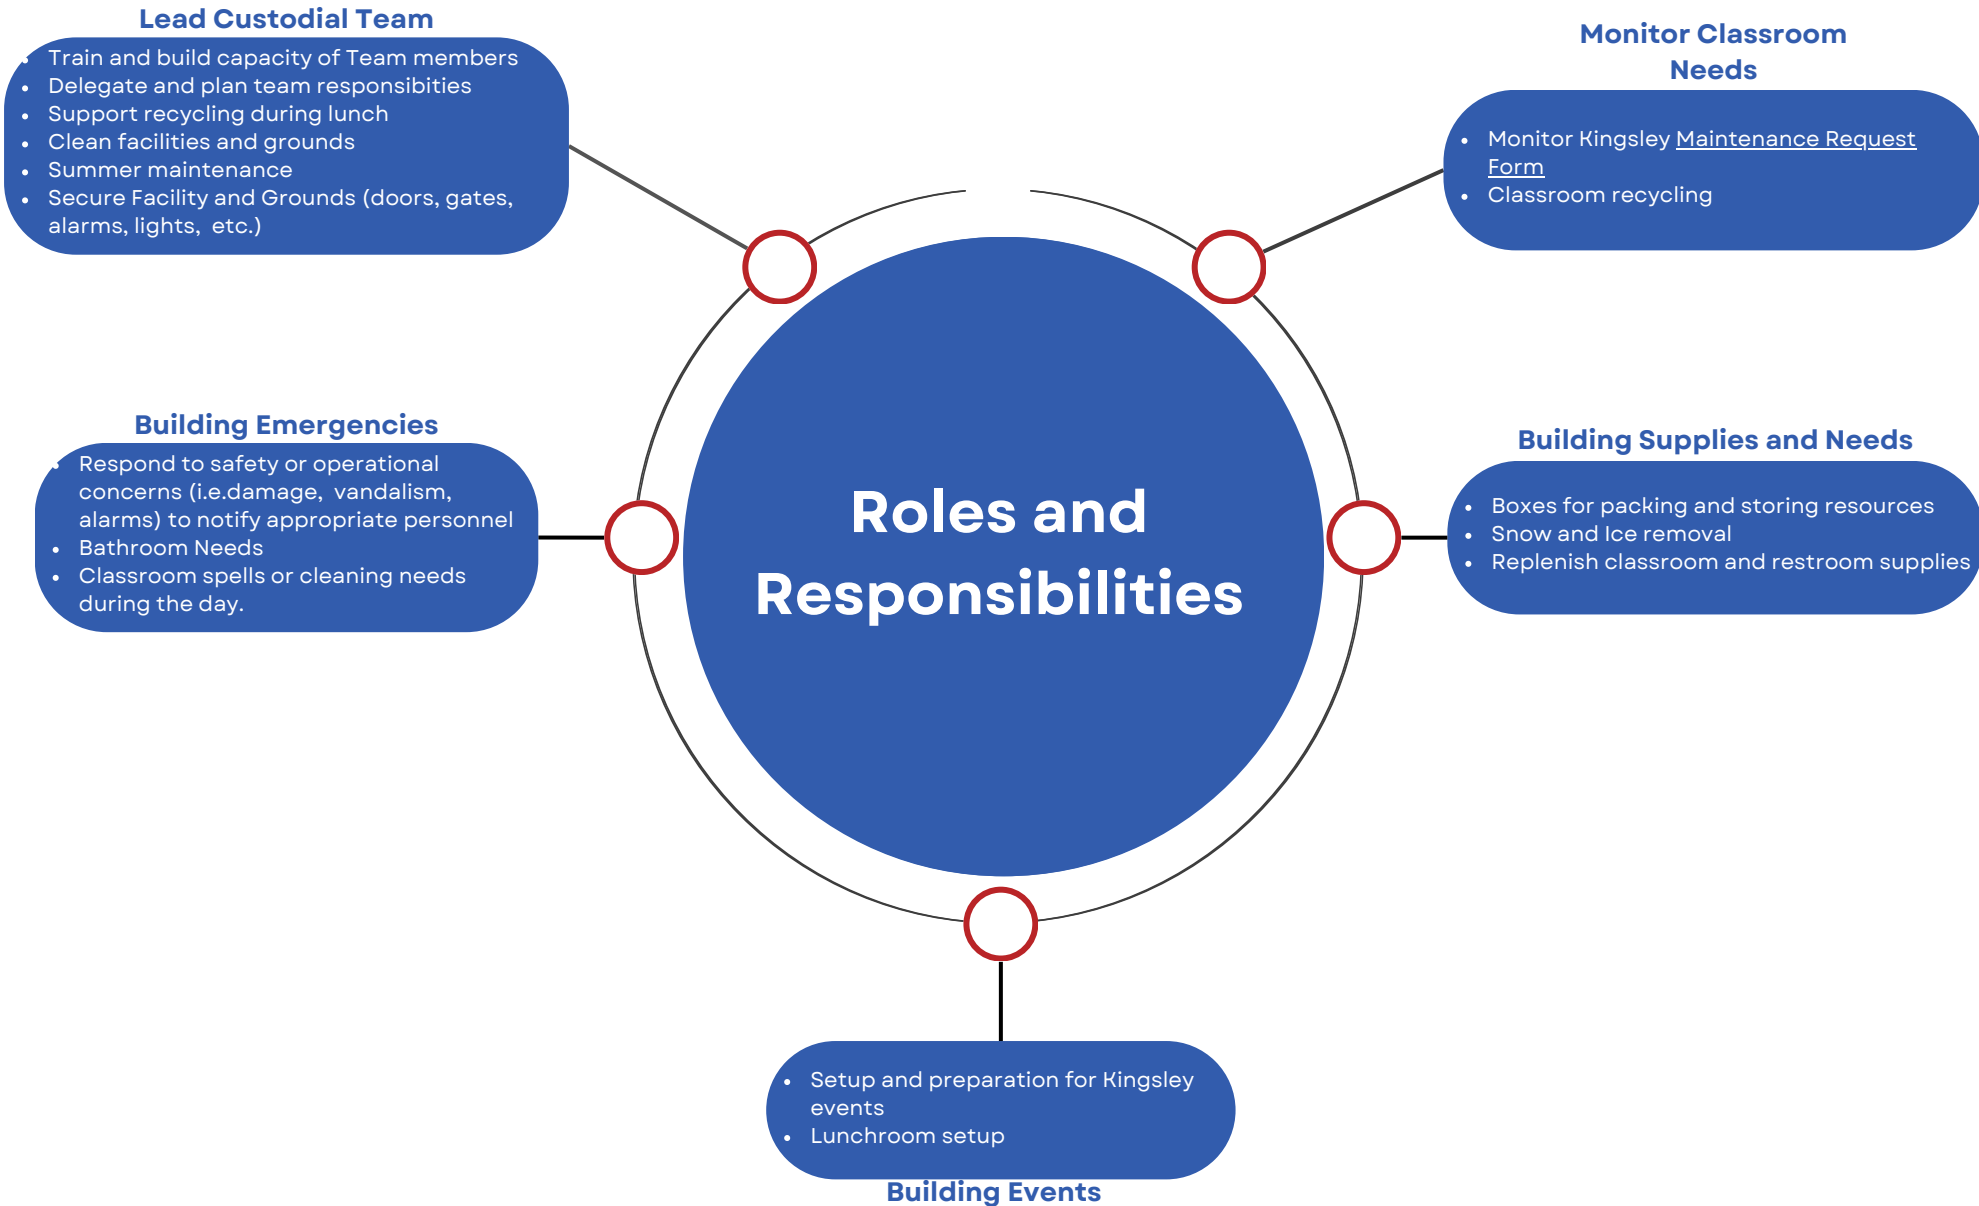 Lead Custodial Team
• Train and build capacity of Team members
• Delegate and plan team responsibities
• Support recycling during lunch
• Clean facilities and grounds
• Summer maintenance
• Secure Facility and Grounds (doors, gates,
alarms, lights,  etc.)
Monitor Classroom
Needs
• Monitor Kingsley Maintenance Request
Form
• Classroom recycling
Building Emergencies
• Respond to safety or operational
concerns (i.e.damage,  vandalism,
alarms) to notify appropriate personnel
• Bathroom Needs
• Classroom spells or cleaning needs
during the day.
Roles and
Responsibilities
Building Supplies and Needs
• Boxes for packing and storing resources
• Snow and Ice removal
• Replenish classroom and restroom supplies
• Setup and preparation for Kingsley
events
• Lunchroom setup
Building Events